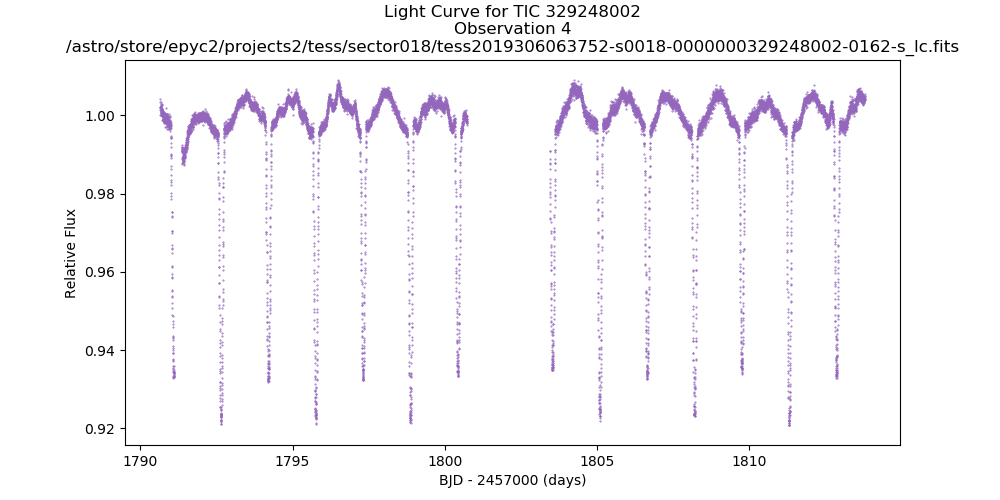 Light Curve for TIC 329248002
Observation 4
/astro/store/epyc2/projects2/tess/sector018/tess2019306063752-s0018-0000000329248002-0162-s_lc.fits
1.00
0.98
0.96
0.94
0.92
Relative Flux
1790
1795
1800
1805
1810
BJD - 2457000 (days)